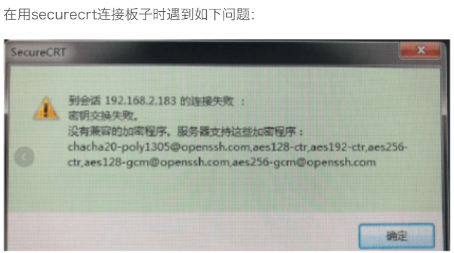 在用securecrt连接板子时遇到如下问题：
SecureCRT
到会话 192.168.2.183 的连接失败 ：
密钥交换失败。
没有兼容的加密程序。服务器支持这些加密程序：
chacha20-poly1305@openssh.com,aes128-ctr,aes192-ctr,aes256-
ctr,aes128-gcm@openssh.com,aes256-gcm@openssh.com
确定